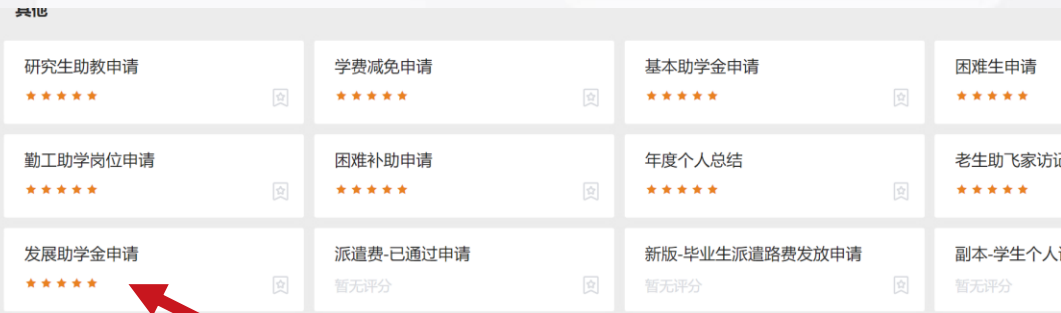 其他
研究生助教申请
学费减免申请
基本助学金申请
困难生申请
勤工助学岗位申请
困难补助申请
年度个人总结
老生助飞家访记
发展助学金申请
派遣费-已通过申请
新版-毕业生派遣路费发放申请
副本-学生个人
暂无评分
暂无评分
暂无评分